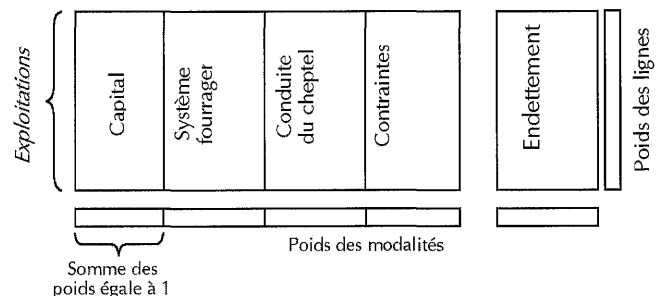 Exploitations
Capital
Système
fourrager
Conduite
du cheptel
Contraintes
Endettement
Poids des lignes
Poids des modalités
Somme des
poids égale à 1